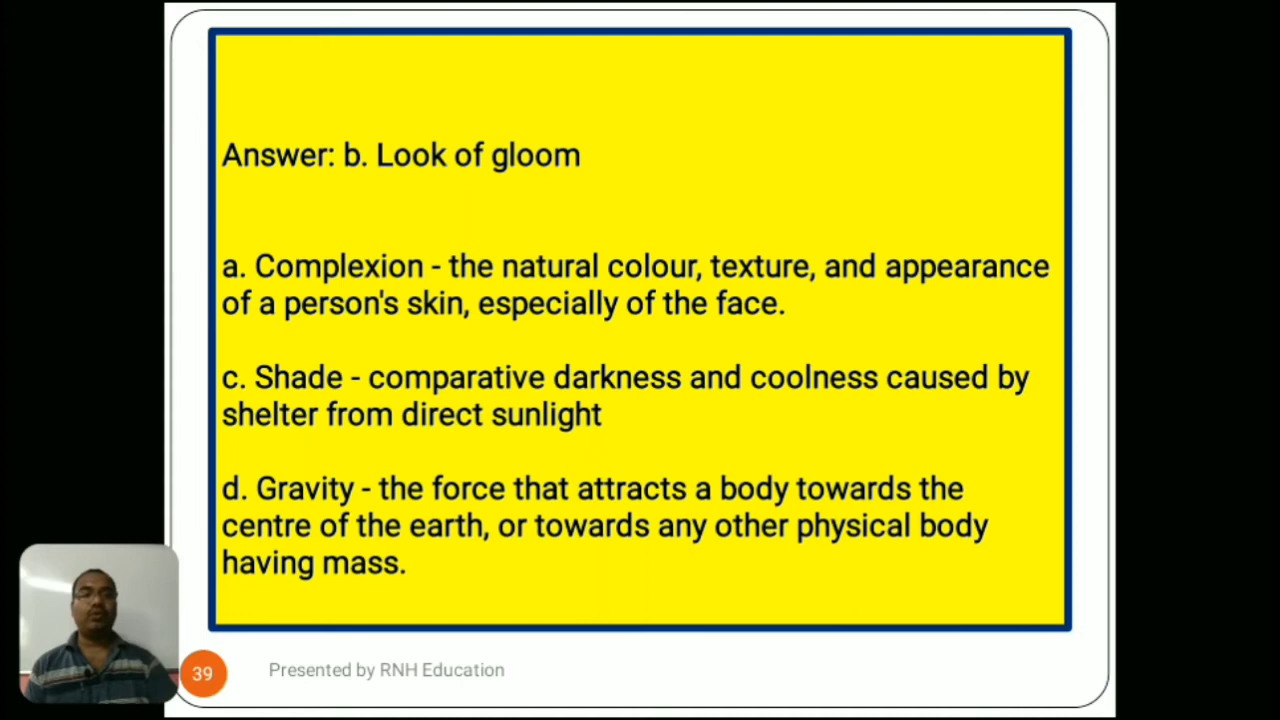 Answer: b. Look of gloom
a. Complexion - the natural colour, texture, and appearance
of a person's skin, especially of the face.
c. Shade - comparative darkness and coolness caused by
shelter from direct sunlight
d. Gravity - the force that attracts a body towards the
centre of the earth, or towards any other physical body
having mass.
39
Presented by RNH Education